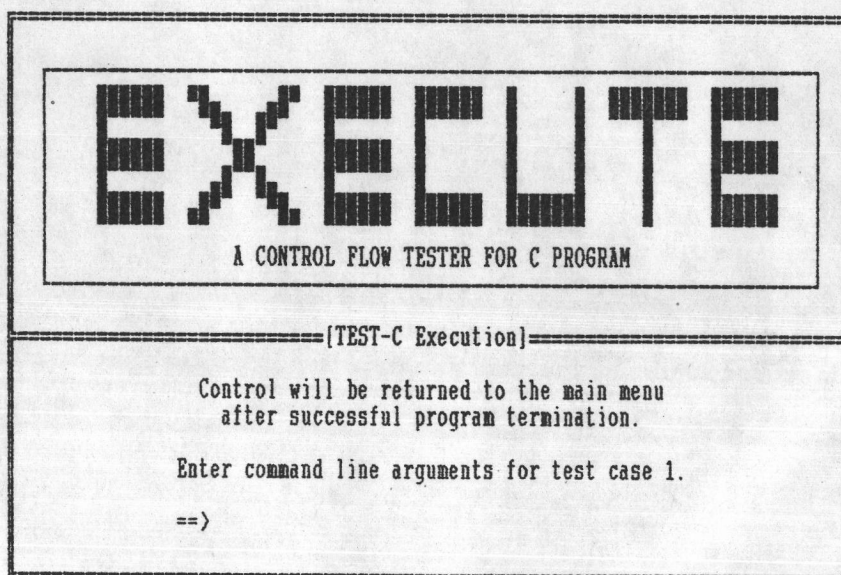 EXECUTE
A CONTROL FLOW TESTER FOR C PROGRAM
[TEST-C Execution]
Control will be returned to the main menu
after successful program termination.
Enter command line arguments for test case 1.
==>